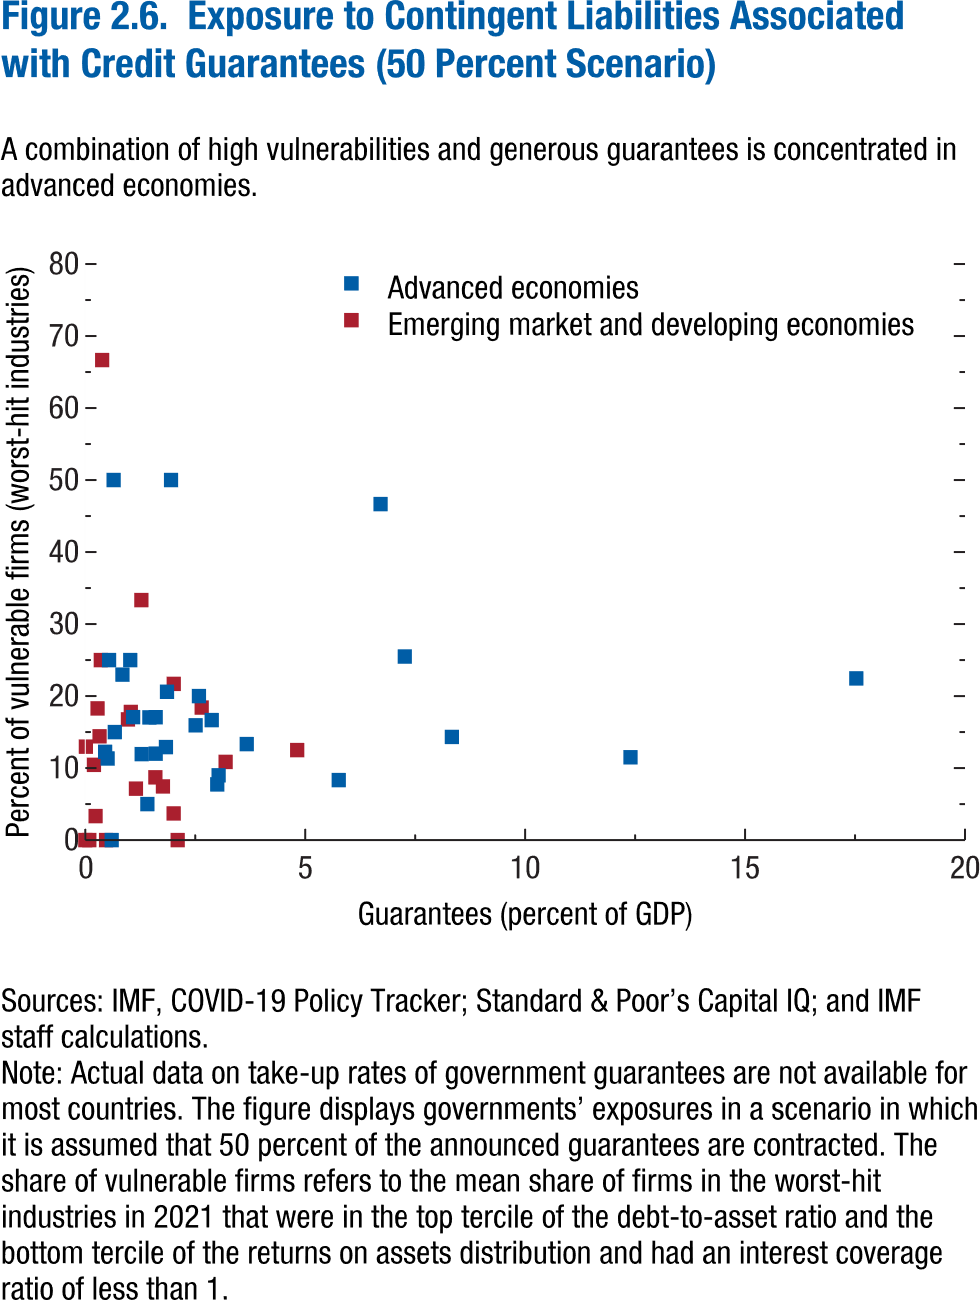 Figure 2.6.  Exposure to Contingent Liabilities Associated
with Credit Guarantees (50 Percent Scenario)
A combination of high vulnerabilities and generous guarantees is concentrated in
advanced economies.
Percent of vulnerable firms (worst-hit industries)
80
70
60
50
40
30
20
10
0
Advanced economies
Emerging market and developing economies
0 5 10 15 20
Guarantees (percent of GDP)
Sources: IMF, COVID-19 Policy Tracker; Standard & Poor’s Capital IQ; and IMF
staff calculations.
Note: Actual data on take-up rates of government guarantees are not available for
most countries. The figure displays governments’ exposures in a scenario in which
it is assumed that 50 percent of the announced guarantees are contracted. The
share of vulnerable firms refers to the mean share of firms in the worst-hit
industries in 2021 that were in the top tercile of the debt-to-asset ratio and the
bottom tercile of the returns on assets distribution and had an interest coverage
ratio of less than 1.